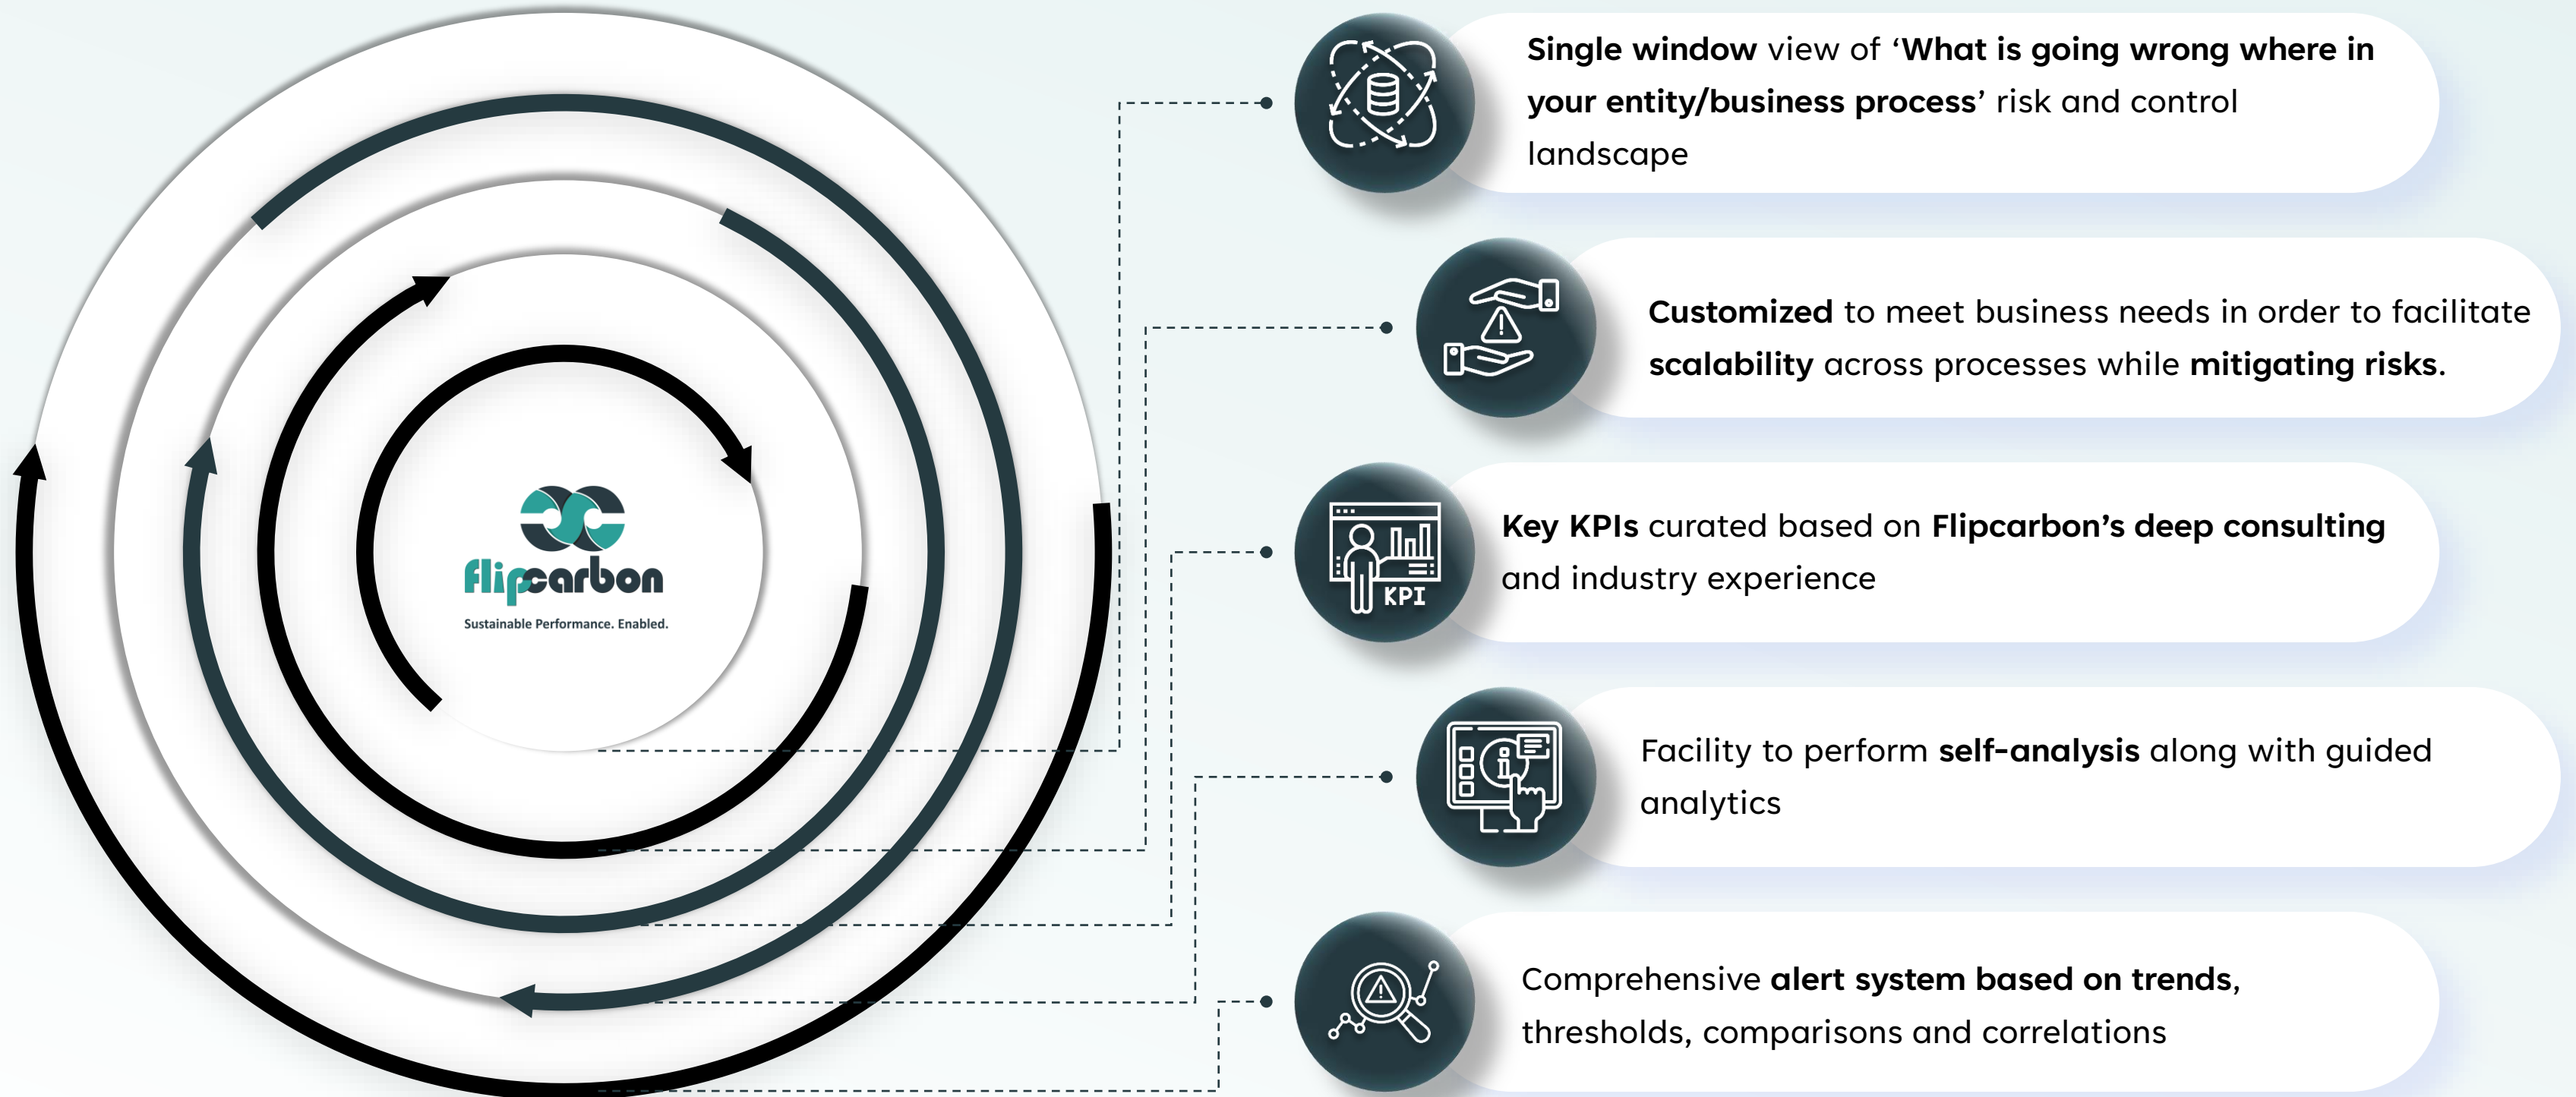 Single window view of ‘What is going wrong where in
your entity/business process’ risk and control
landscape
Customized to meet business needs in order to facilitate
scalability across processes while mitigating risks.
flipcarbon
Sustainable Performance. Enabled.
KPI
Key KPIs curated based on Flipcarbon’s deep consulting
and industry experience
Facility to perform self-analysis along with guided
analytics
Comprehensive alert system based on trends,
thresholds, comparisons and correlations